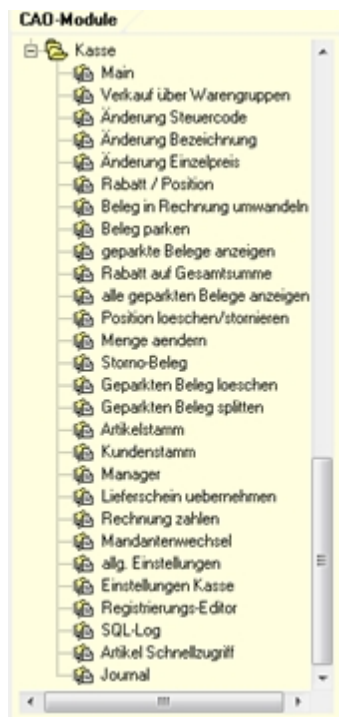 CAO-Module
Kasse
Main
Verkauf über Warengruppen
Änderung Steuercode
Änderung Bezeichnung
Änderung Einzelpreis
Rabatt / Position
Beleg in Rechnung umwandeln
Beleg parken
geparkte Belege anzeigen
Rabatt auf Gesamtsumme
alle geparkten Belege anzeigen
Position loeschen/stornieren
Menge aendern
Storno-Beleg
Geparkten Beleg loeschen
Geparkten Beleg splitten
Artikelstamm
Kundenstamm
Manager
Lieferschein uebernehmen
Rechnung zahlen
Mandantenwechsel
allg. Einstellungen
Einstellungen Kasse
Registrierungs-Editor
SQL-Log
Artikel Schnellzugriff
Journal